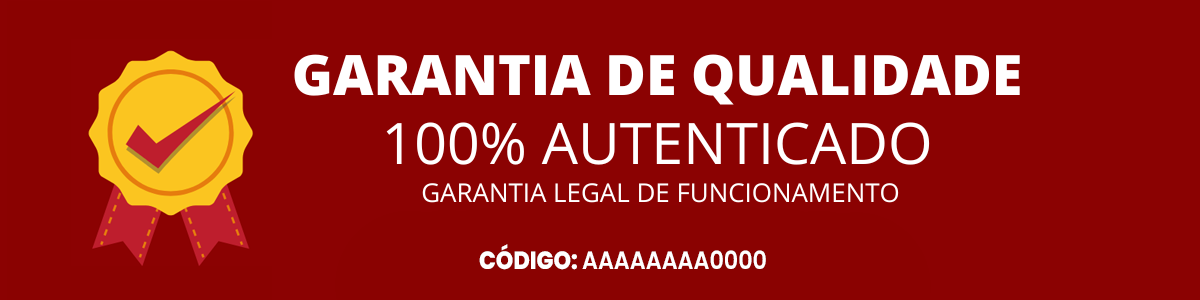 GARANTIA DE QUALIDADE
100% AUTENTICADO
GARANTIA LEGAL DE FUNCIONAMENTO
CÓDIGO: AAAAAAAA0000